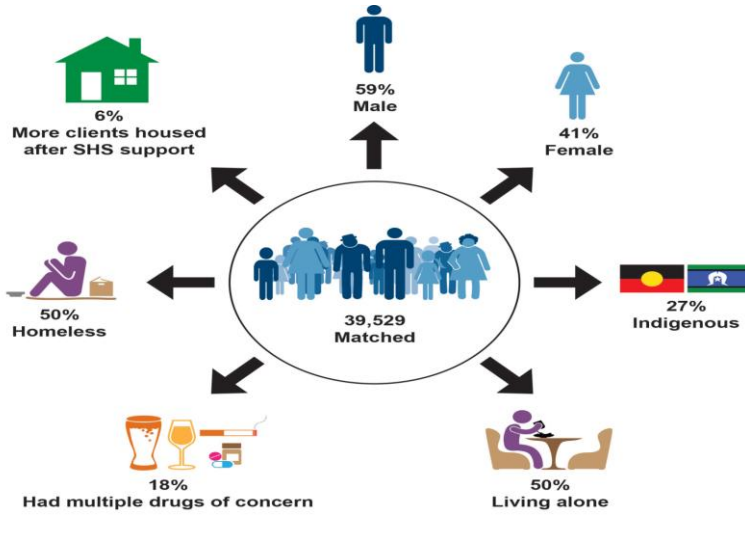 59%
Male
41%
Female
6%
More clients housed
after SHS support
27%
Indigenous
39,529
Matched
50%
Homeless
18%
Had multiple drugs of concern
50%
Living alone